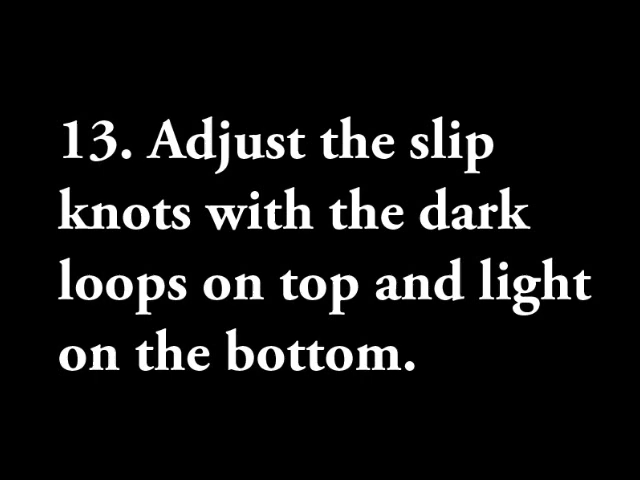 13. Adjust the slip
knots with the dark
loops on top and light
on the bottom.